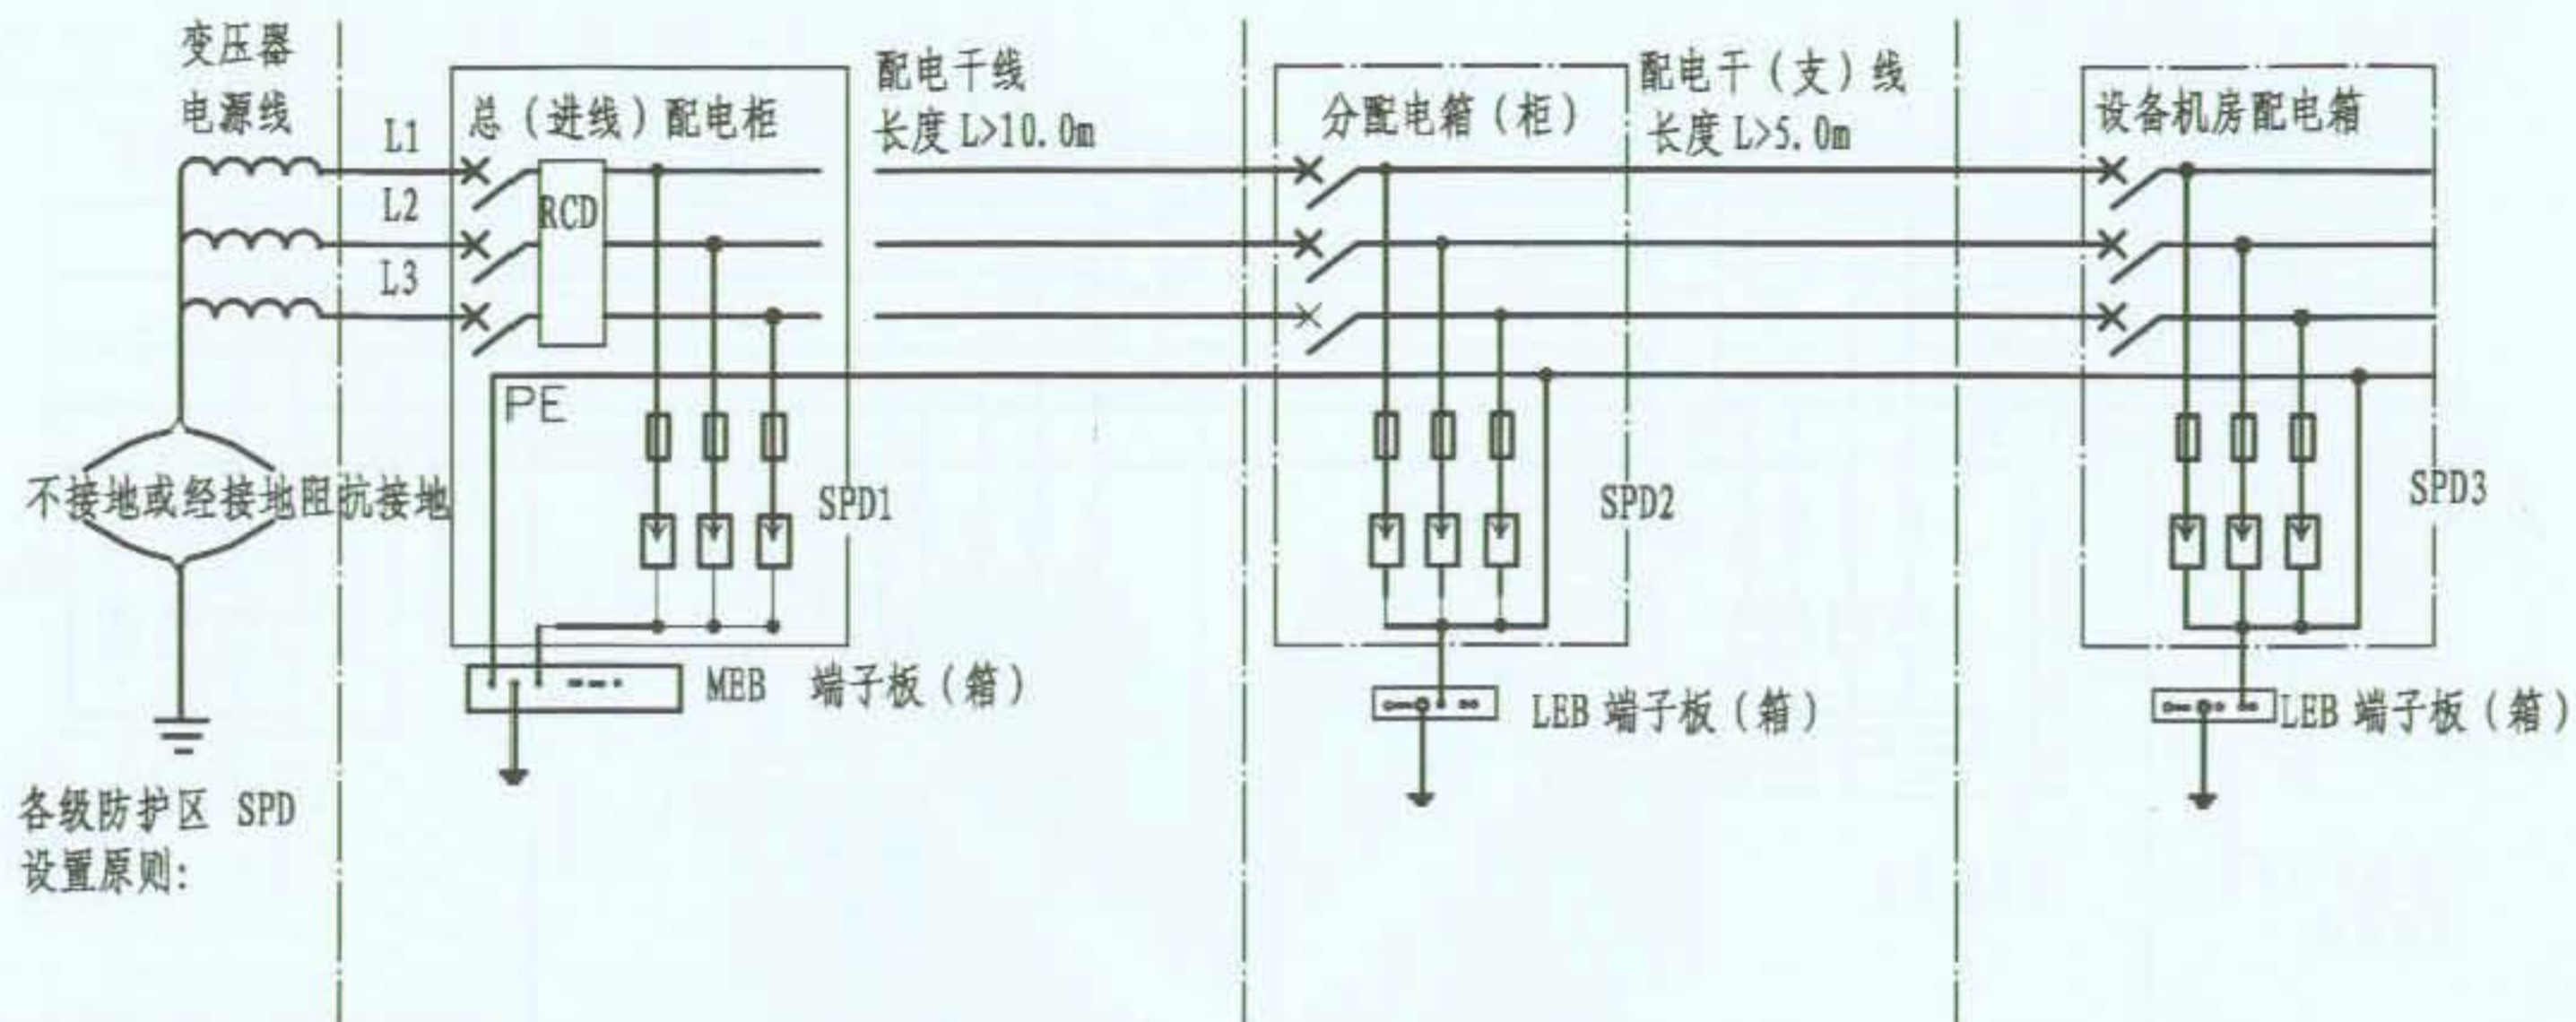 变压器
电源线
L1
L2
L3
总（进线）配电柜
RCD
PE
SPD1
配电干线
长度 L>10.0m
分配电箱（柜）
SPD2
配电干（支）线
长度 L>5.0m
设备机房配电箱
SPD3
不接地或经接地阻抗接地
MEB 端子板（箱）
LEB 端子板（箱）
LEB 端子板（箱）
各级防护区 SPD
设置原则: